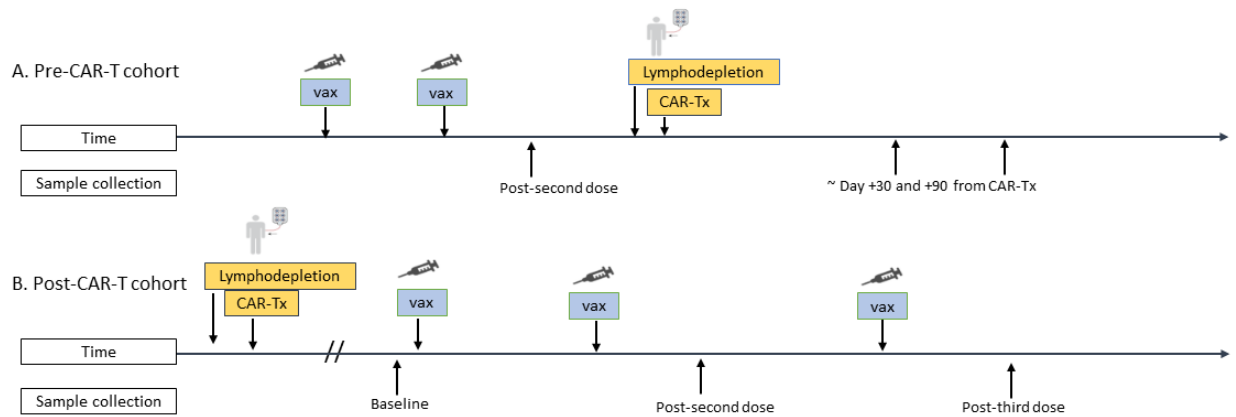 A. Pre-CAR-T cohort
vax
vax
Lymphodepletion
CAR-Tx
Time
Sample collection
Post-second dose
~ Day +30 and +90 from CAR-Tx
B. Post-CAR-T cohort
Lymphodepletion
CAR-Tx
vax
vax
vax
Time
Sample collection
Baseline
Post-second dose
Post-third dose